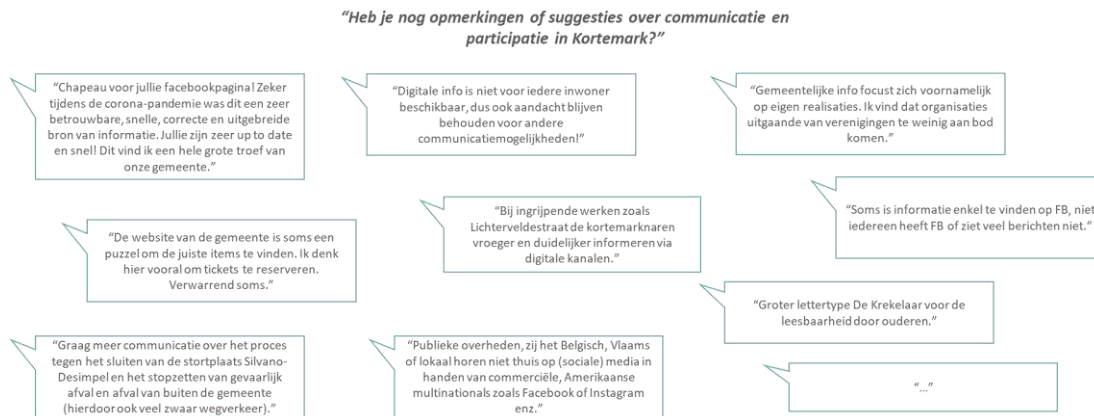 “Heb je nog opmerkingen of suggesties over communicatie en
participatie in Kortemark?”
“Chapeau voor jullie facebookpagina! Zeker
tijdens de corona-pandemie was dit een zeer
betrouwbare, snelle, correcte en uitgebreide
bron van informatie. Jullie zijn zeer up to date
en snel! Dit vind ik een hele grote troef van
onze gemeente.”
“Digitale info is niet voor iedere inwoner
beschikbaar, dus ook aandacht blijven
behouden voor andere
communicatiemogelijkheden!”
“Gemeentelijke info focust zich voornamelijk
op eigen realisaties. Ik vind dat organisaties
uitgaande van verenigingen te weinig aan bod
komen.”
“De website van de gemeente is soms een
puzzel om de juiste items te vinden. Ik denk
hier vooral om tickets te reserveren.
Verwarrend soms.”
“Bij ingrijpende werken zoals
Lichterveldestraat de kortemarknaren
vroeger en duidelijker informeren via
digitale kanalen.”
“Soms is informatie enkel te vinden op FB, niet
iedereen heeft FB of ziet veel berichten niet.”
“Groter lettertype De Krekelaar voor de
leesbaarheid door ouderen.”
“Graag meer communicatie over het proces
tegen het sluiten van de stortplaats Silvano-
Desimpel en het stopzetten van gevaarlijk
afval en afval van buiten de gemeente
(hierdoor ook veel zwaar wegverkeer).”
“Publieke overheden, zij het Belgisch, Vlaams
of lokaal horen niet thuis op (sociale) media in
handen van commerciële, Amerikaanse
multinationals zoals Facebook of Instagram
enz.”
“...”